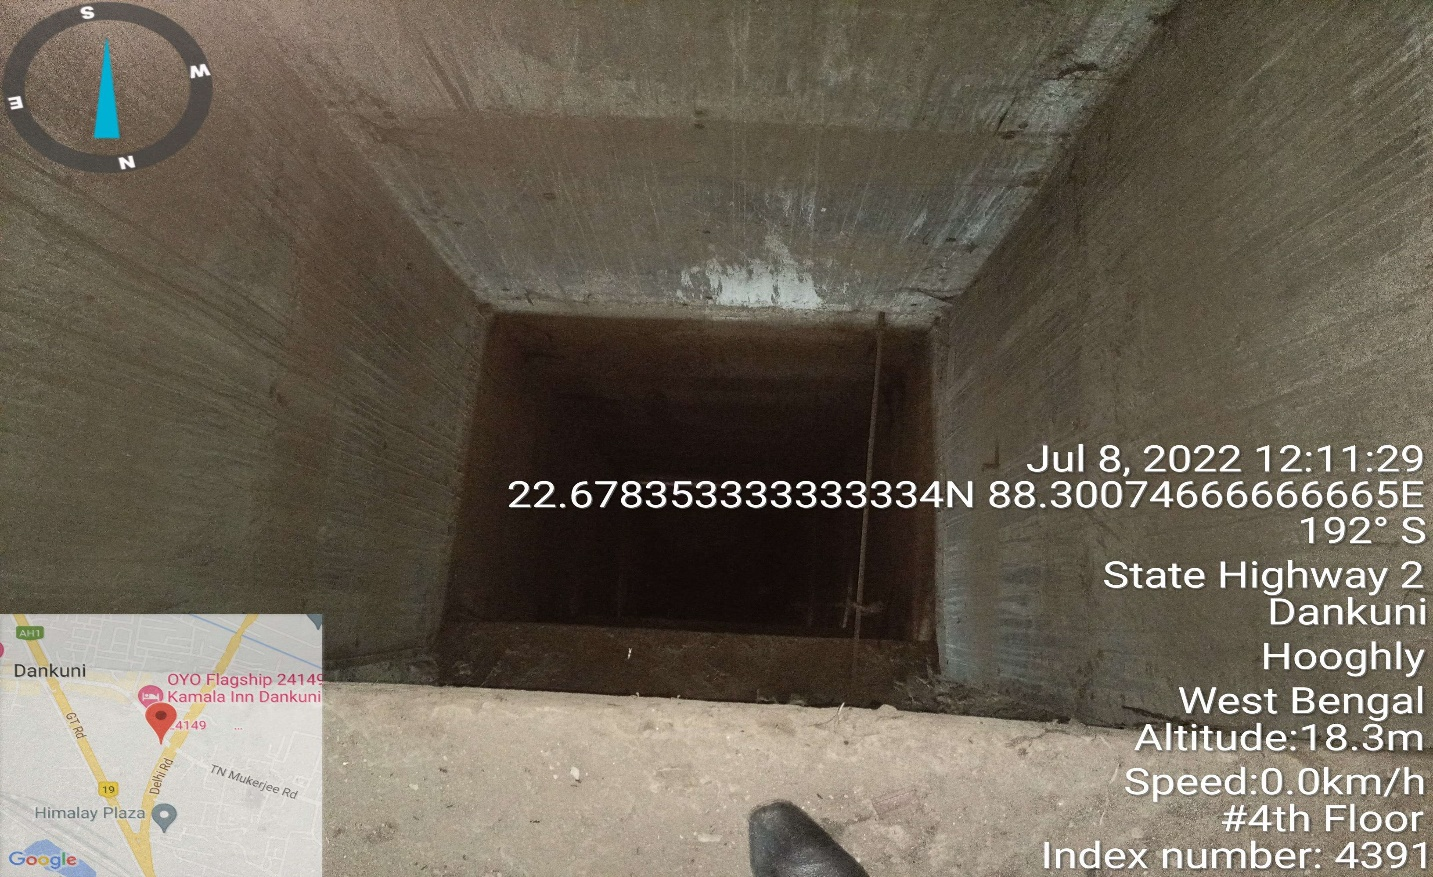 S
W
E
N
Jul 8, 2022 12:11:29
22.678353333333334N 88.30074666666665E
192° S
State Highway 2
Dankuni
Hooghly
West Bengal
Altitude:18.3m
Speed:0.0km/h
#4th Floor
Index number: 4391
AH1
Dankuni
OYO Flagship 24149
Kamala Inn Dankuni
24149 ...
GT Rd
Delhi Rd
TN Mukerjee Rd
19
Himalay Plaza
Google